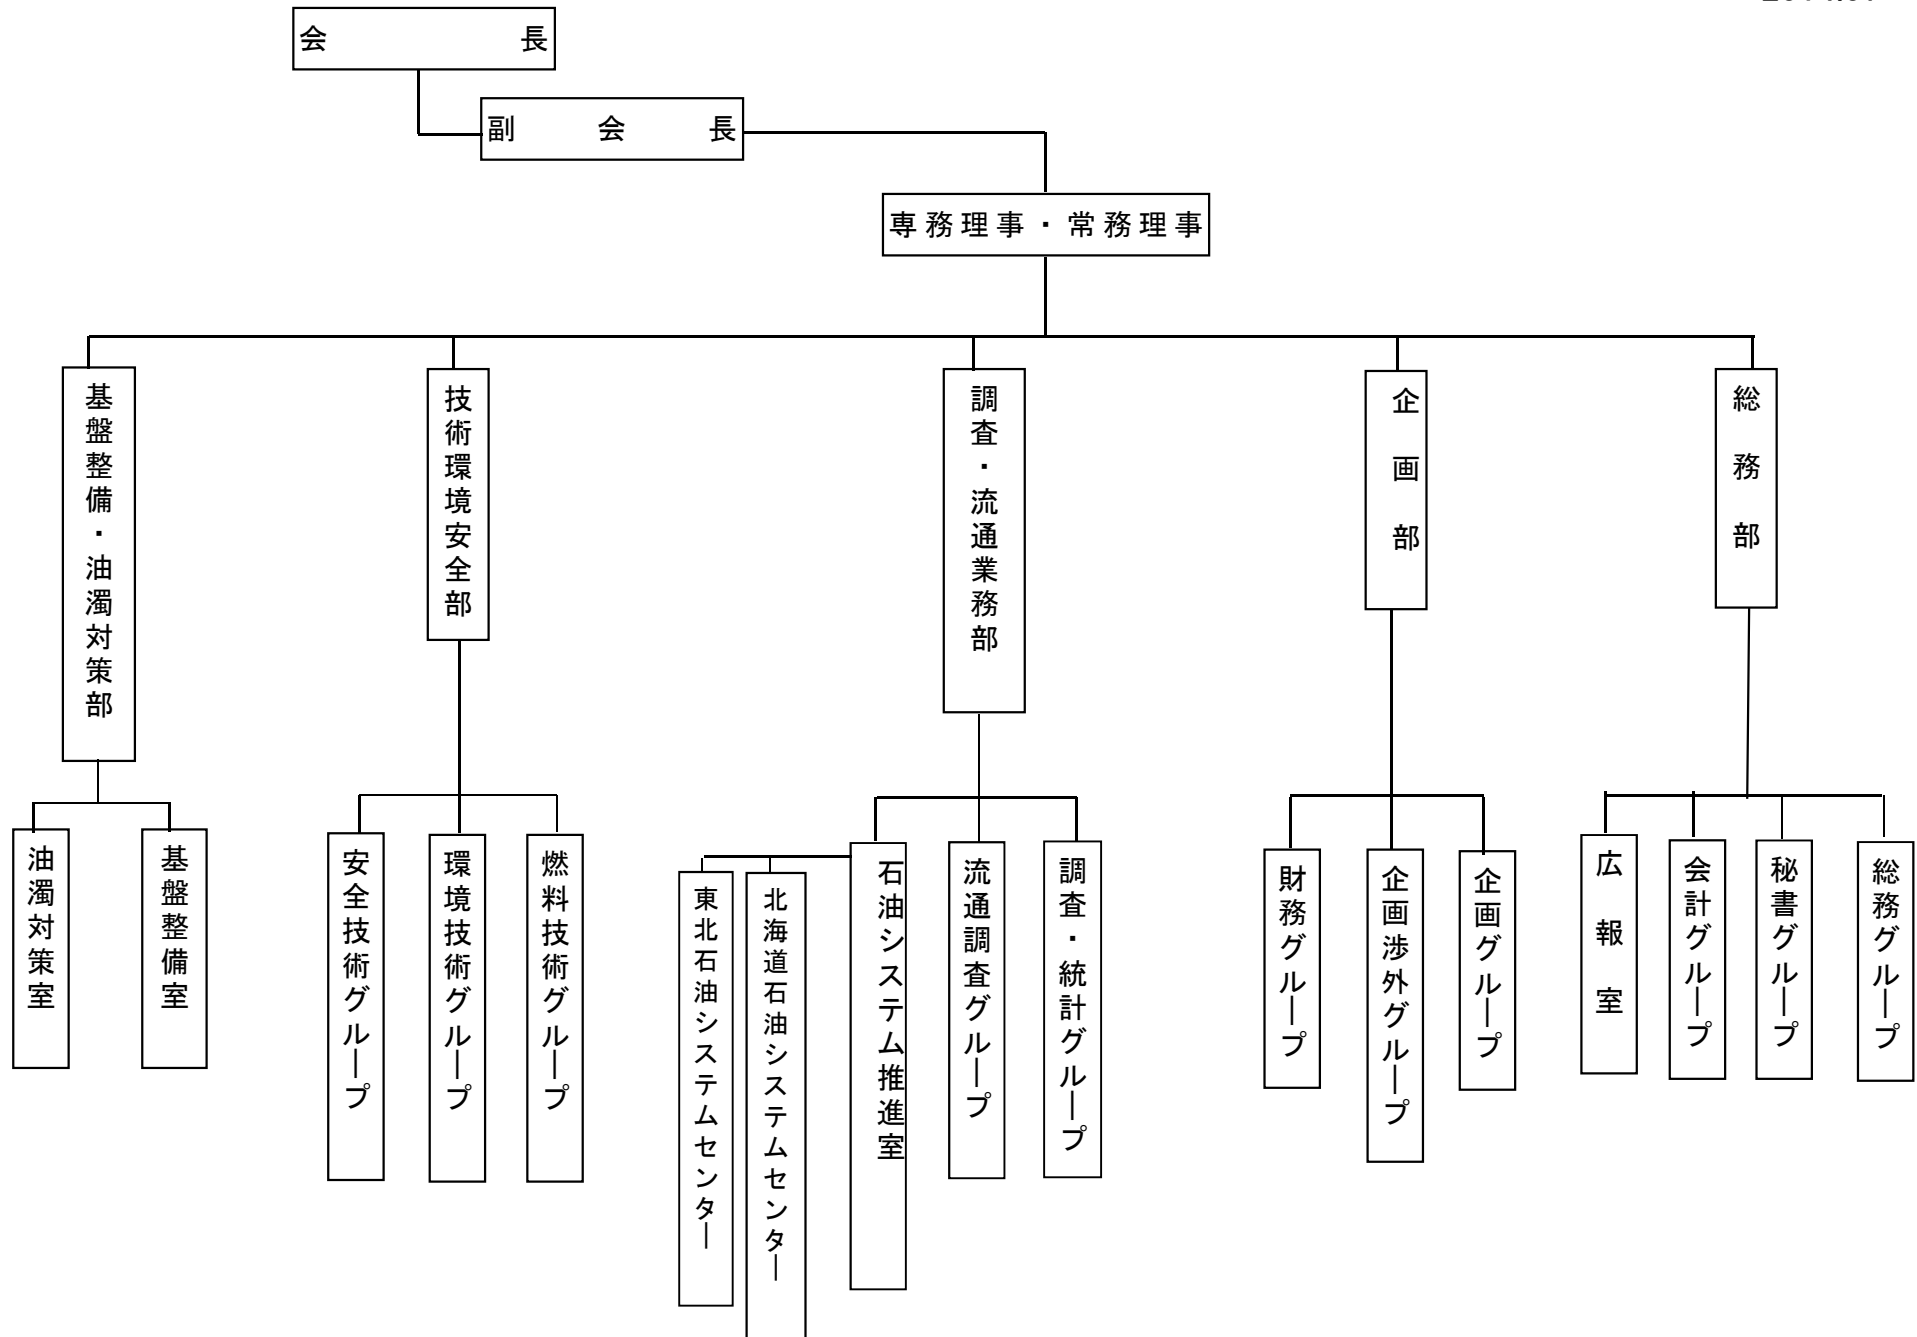 会長
副会長
専務理事・常務理事
基盤整備・油濁対策部
技術環境安全部
調査・流通業務部
企画部
総務部
油濁対策室
基盤整備室
安全技術グループ
環境技術グループ
燃料技術グループ
東北石油システムセンター
北海道石油システムセンター
石油システム推進室
流通調査グループ
調査・統計グループ
財務グループ
企画渉外グループ
企画グループ
広報室
会計グループ
秘書グループ
総務グループ